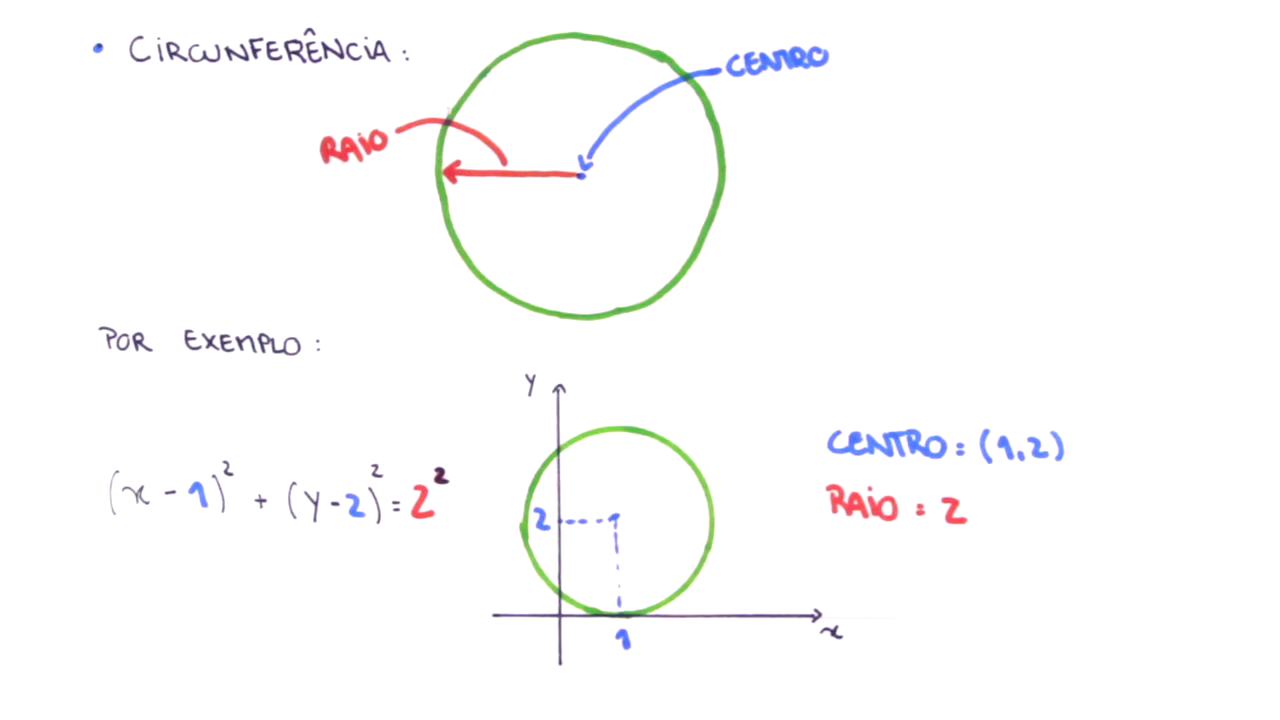 • CIRCUNFERÊNCIA:
CENTRO
RAIO
POR EXEMPLO:
y
CENTRO: (1,2)
(x - 1)² + (y - 2)² = 2²
RAIO: 2
2
x
1